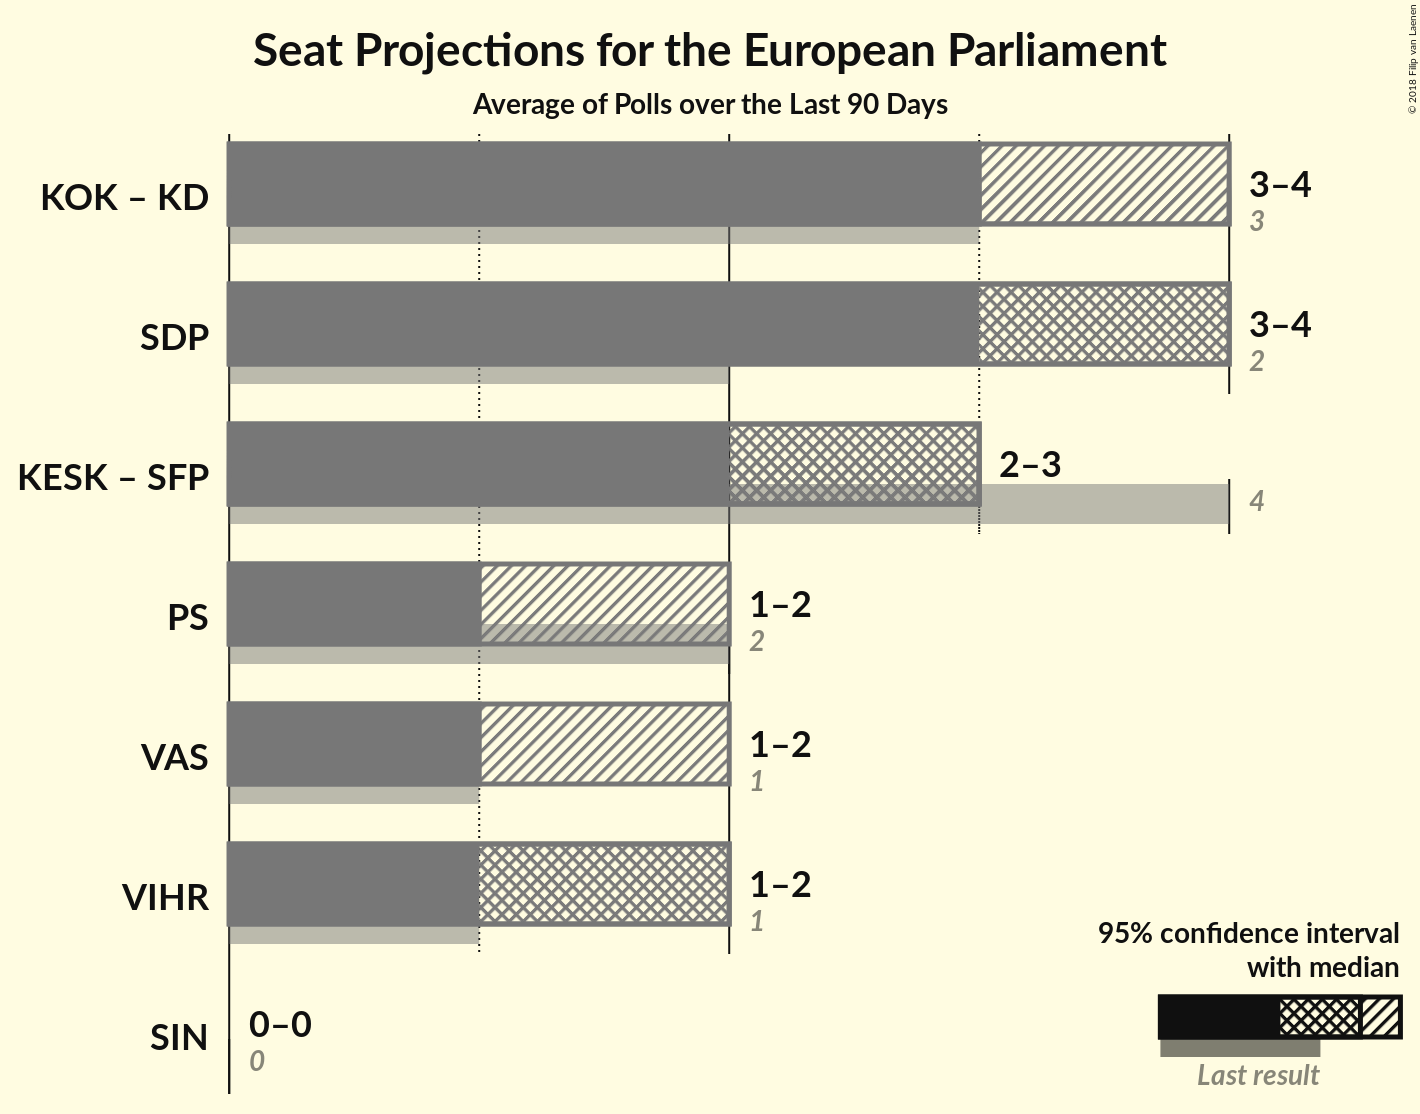 Seat Projections for the European Parliament
Average of Polls over the Last 90 Days
© 2018 Filip van Laenen
KOK – KD
3–4
3
SDP
3–4
2
KESK – SFP
2–3
4
PS
1–2
2
VAS
1–2
1
VIHR
1–2
1
SIN
0–0
0
95% confidence interval
with median
Last result